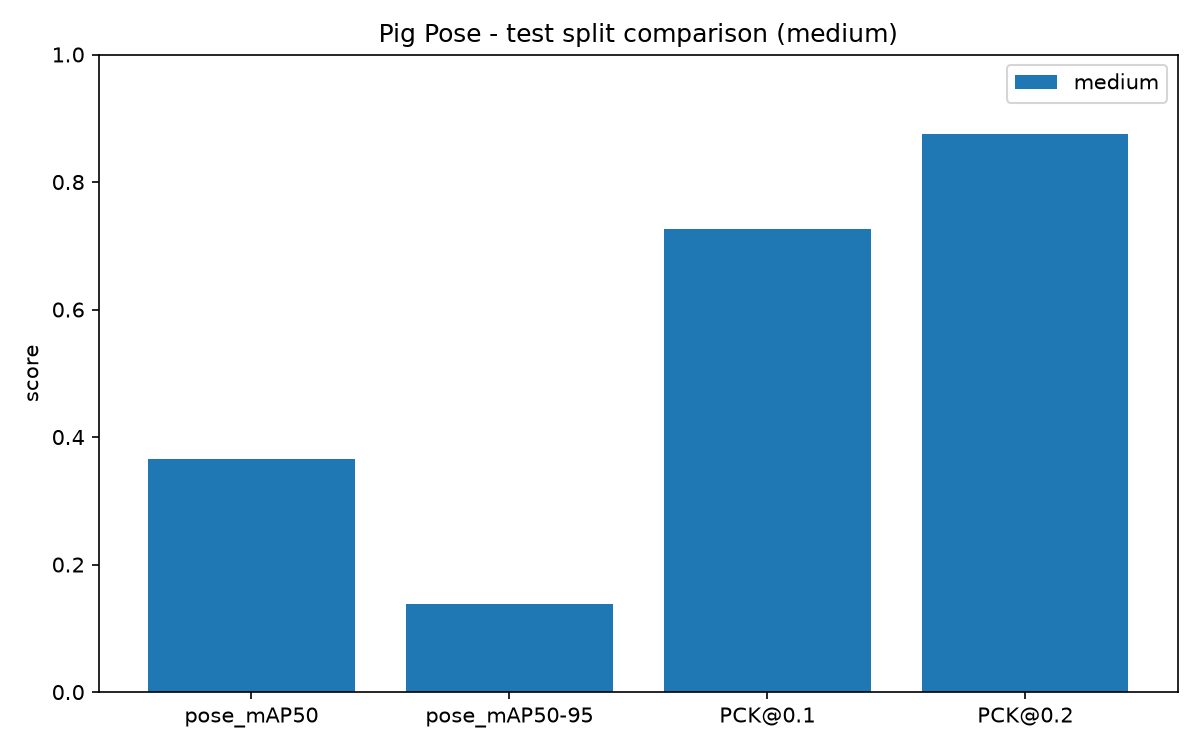 Pig Pose - test split comparison (medium)
medium
score
1.0
0.8
0.6
0.4
0.2
0.0
pose_mAP50
pose_mAP50-95
PCK@0.1
PCK@0.2